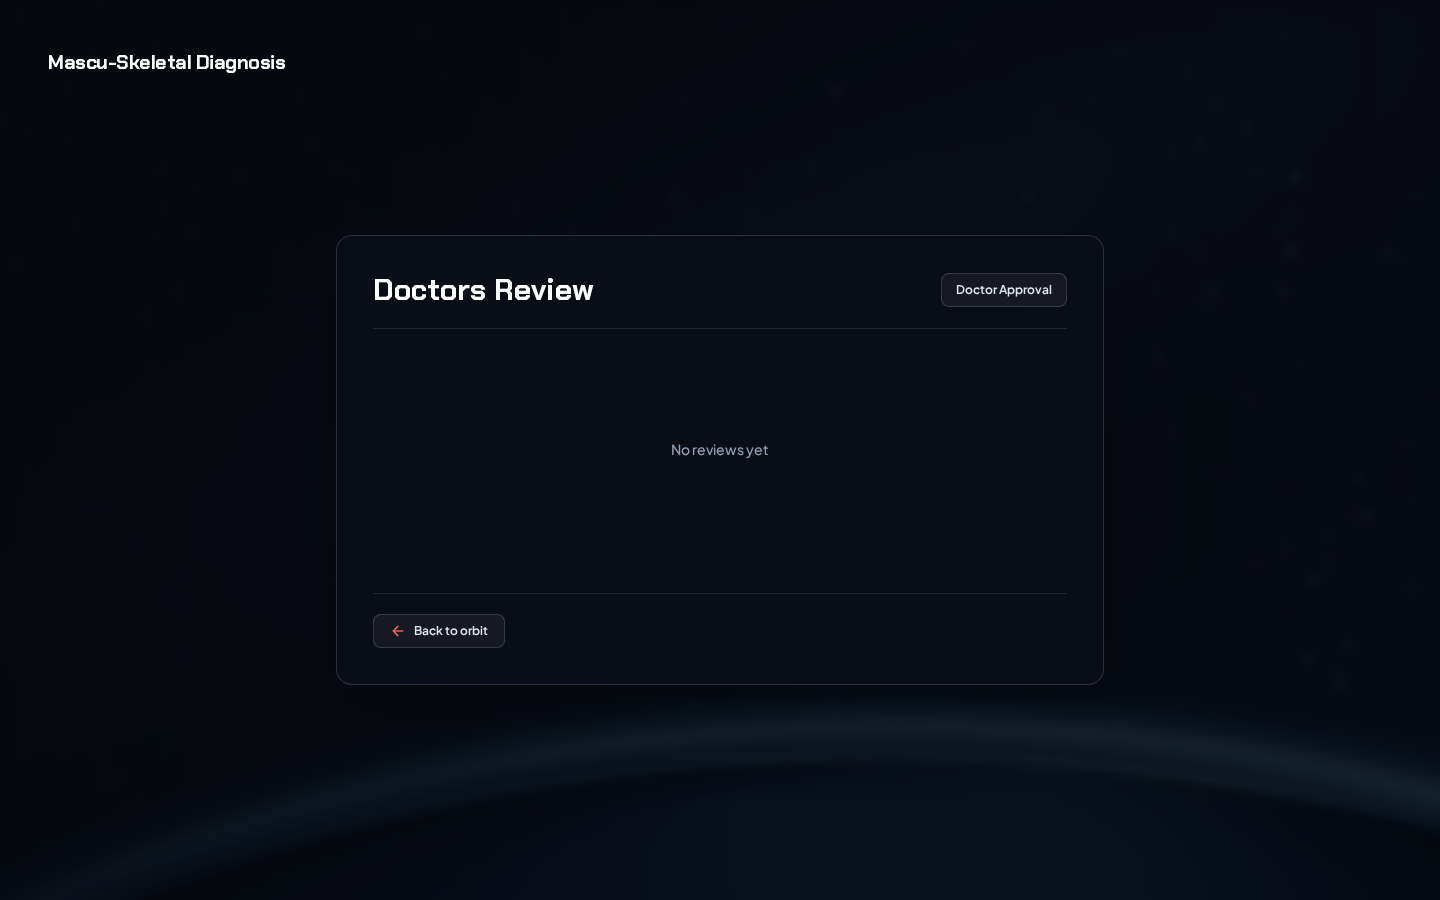 Mascu-Skeletal Diagnosis
Doctors Review
Doctor Approval
No reviews yet
Back to orbit